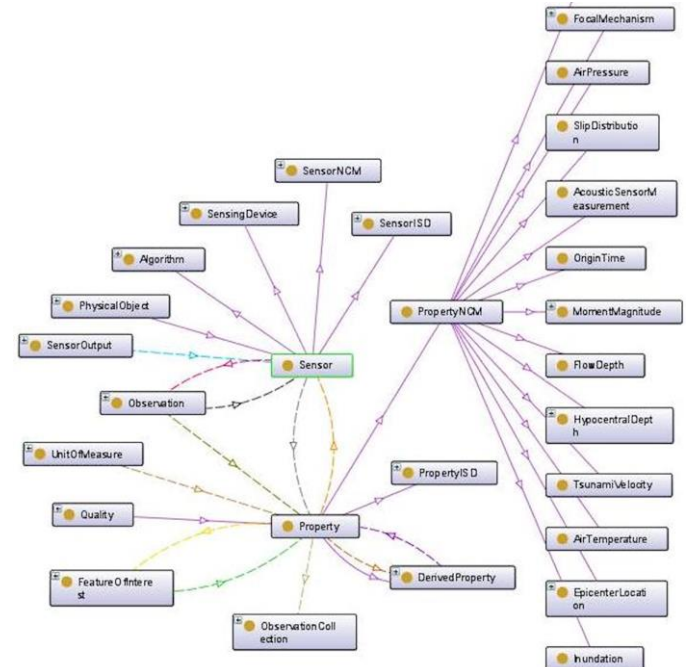 FocalMechanism
AirPressure
SlipDistributio
n
SensorNCM
AcousticSensorM
easurement
SensingDevice
SensorISD
Algorithm
OriginTime
PhysicalObject
PropertyNCM
MomentMagnitude
SensorOutput
Sensor
FlowDepth
Observation
HypocentralDept
h
UnitOfMeasure
PropertyISD
TsunamiVelocity
Quality
Property
AirTemperature
FeatureOfIntere
st
DerivedProperty
EpicenterLocati
on
ObservationColl
ection
Inundation